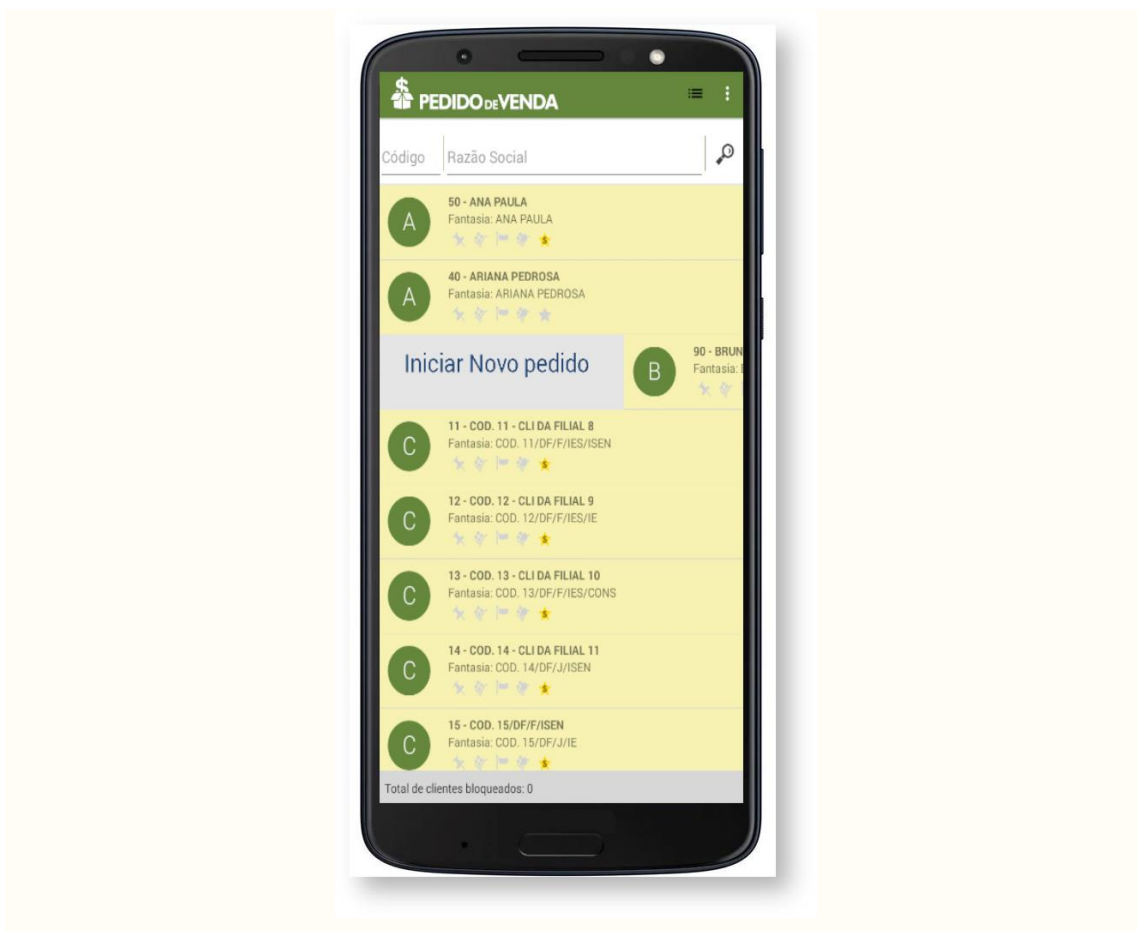 PEDIDO DE VENDA
Código
Razão Social
A
50 - ANA PAULA
Fantasia: ANA PAULA
A
40 - ARIANA PEDROSA
Fantasia: ARIANA PEDROSA
Iniciar Novo pedido
B
90 - BRUN
Fantasia:
C
11 - COD. 11 - CLI DA FILIAL 8
Fantasia: COD. 11/DF/F/IES/ISEN
C
12 - COD. 12 - CLI DA FILIAL 9
Fantasia: COD. 12/DF/F/IES/IE
C
13 - COD. 13 - CLI DA FILIAL 10
Fantasia: COD. 13/DF/F/IES/CONS
C
14 - COD. 14 - CLI DA FILIAL 11
Fantasia: COD. 14/DF/J/ISEN
C
15 - COD. 15/DF/F/ISEN
Fantasia: COD. 15/DF/J/IE
Total de clientes bloqueados: 0